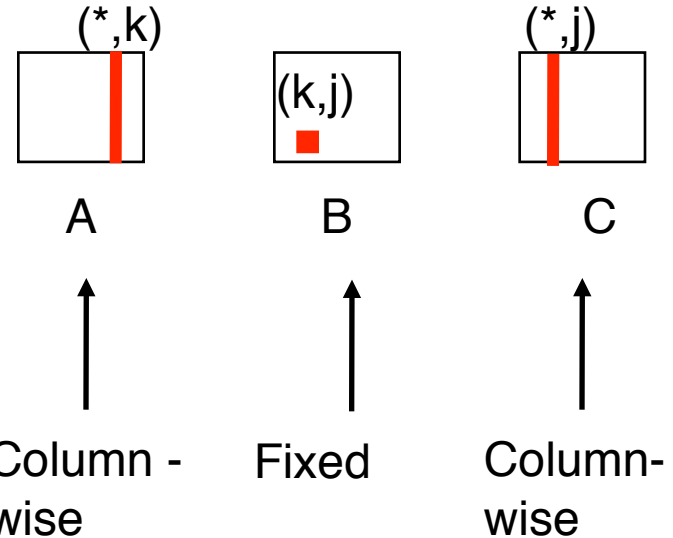 (*,k) (*,j)
(k,j)
A B C
Column - Fixed Column-
wise wise